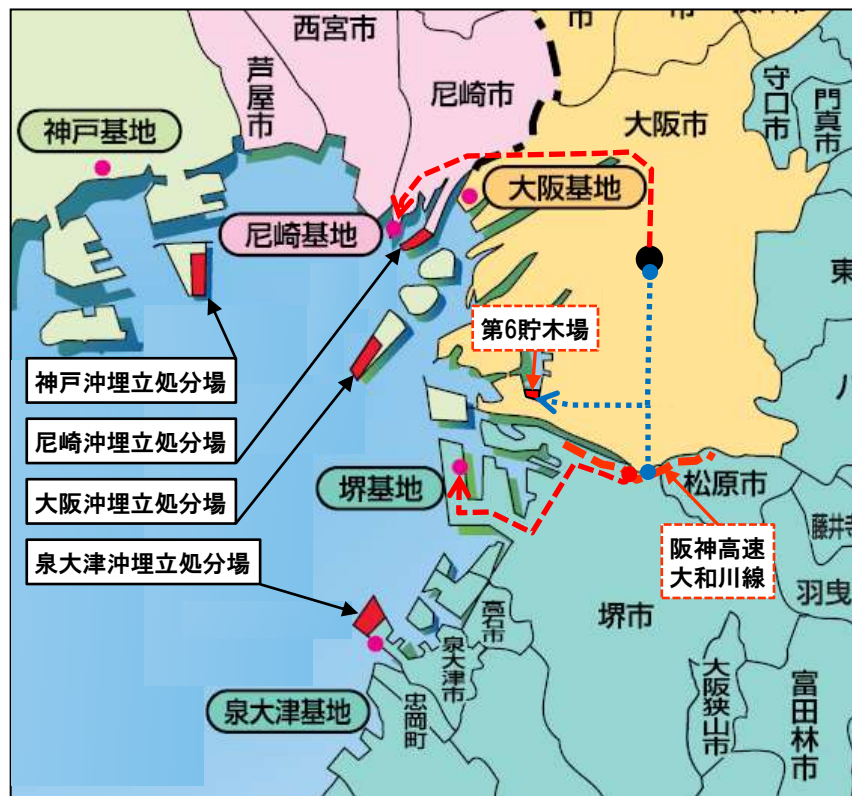 西宮市
芦屋市
尼崎市
守口市
門真市
大阪市
神戸基地
大阪基地
尼崎基地
東
第6貯木場
神戸沖埋立処分場
八
尼崎沖埋立処分場
大阪沖埋立処分場
堺基地
松原市
泉大津沖埋立処分場
阪神高速
大和川線
藤井寺
羽曳
高石市
堺市
泉大津市
大阪狭山市
富田林市
忠岡町
泉大津基地